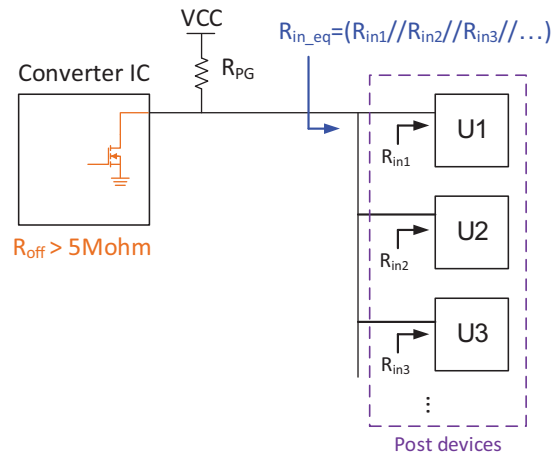 VCC
R_in_eq=(R_in1//R_in2//R_in3//…)
Converter IC
R_PG
U1
R_in1
R_off > 5Mohm
U2
R_in2
U3
R_in3
…
Post devices